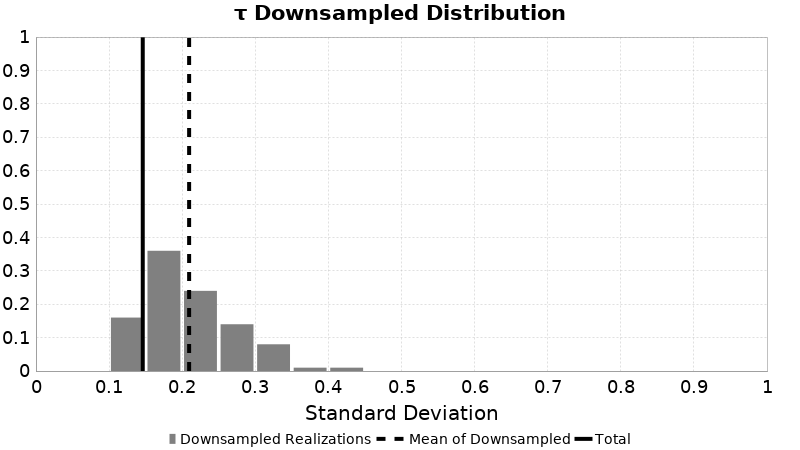 τ Downsampled Distribution
1
0.9
0.8
0.7
0.6
0.5
0.4
0.3
0.2
0.1
0
0 0.1 0.2 0.3 0.4 0.5 0.6 0.7 0.8 0.9 1
Standard Deviation
Downsampled Realizations Mean of Downsampled Total